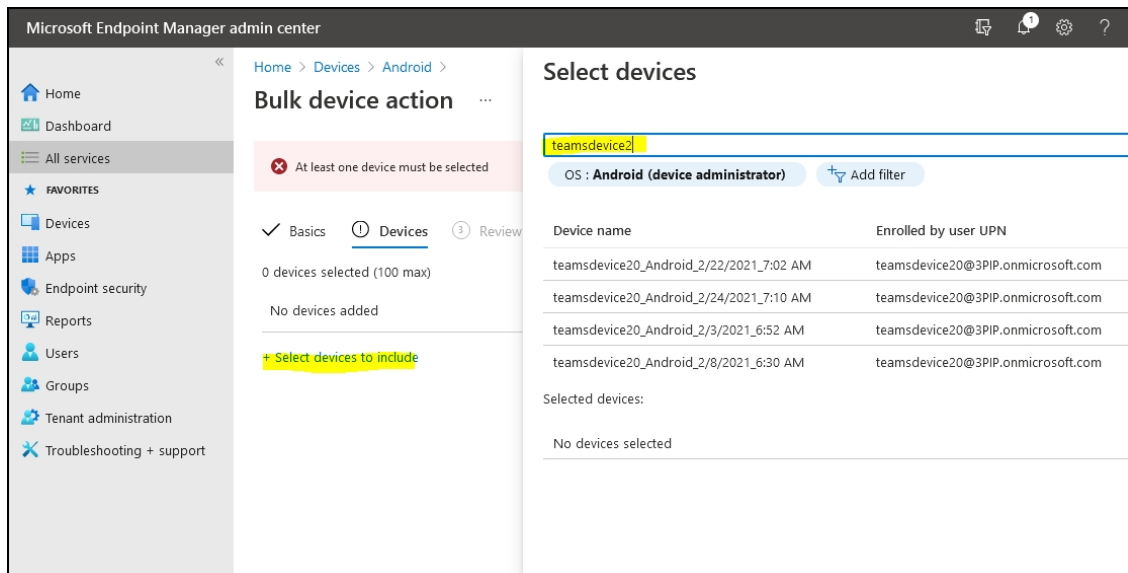 Microsoft Endpoint Manager admin center
1
?
«
Home
Dashboard
All services
FAVORITES
Devices
Apps
Endpoint security
Reports
Users
Groups
Tenant administration
Troubleshooting + support
Home > Devices > Android >
Bulk device action ...
At least one device must be selected
Basics
Devices
3 Review
0 devices selected (100 max)
No devices added
+ Select devices to include
Select devices
teamsdevice2
OS : Android (device administrator)
Add filter
Device name Enrolled by user UPN
teamsdevice20_Android_2/22/2021_7:02 AM teamsdevice20@3PIP.onmicrosoft.com
teamsdevice20_Android_2/24/2021_7:10 AM teamsdevice20@3PIP.onmicrosoft.com
teamsdevice20_Android_2/3/2021_6:52 AM teamsdevice20@3PIP.onmicrosoft.com
teamsdevice20_Android_2/8/2021_6:30 AM teamsdevice20@3PIP.onmicrosoft.com
Selected devices:
No devices selected